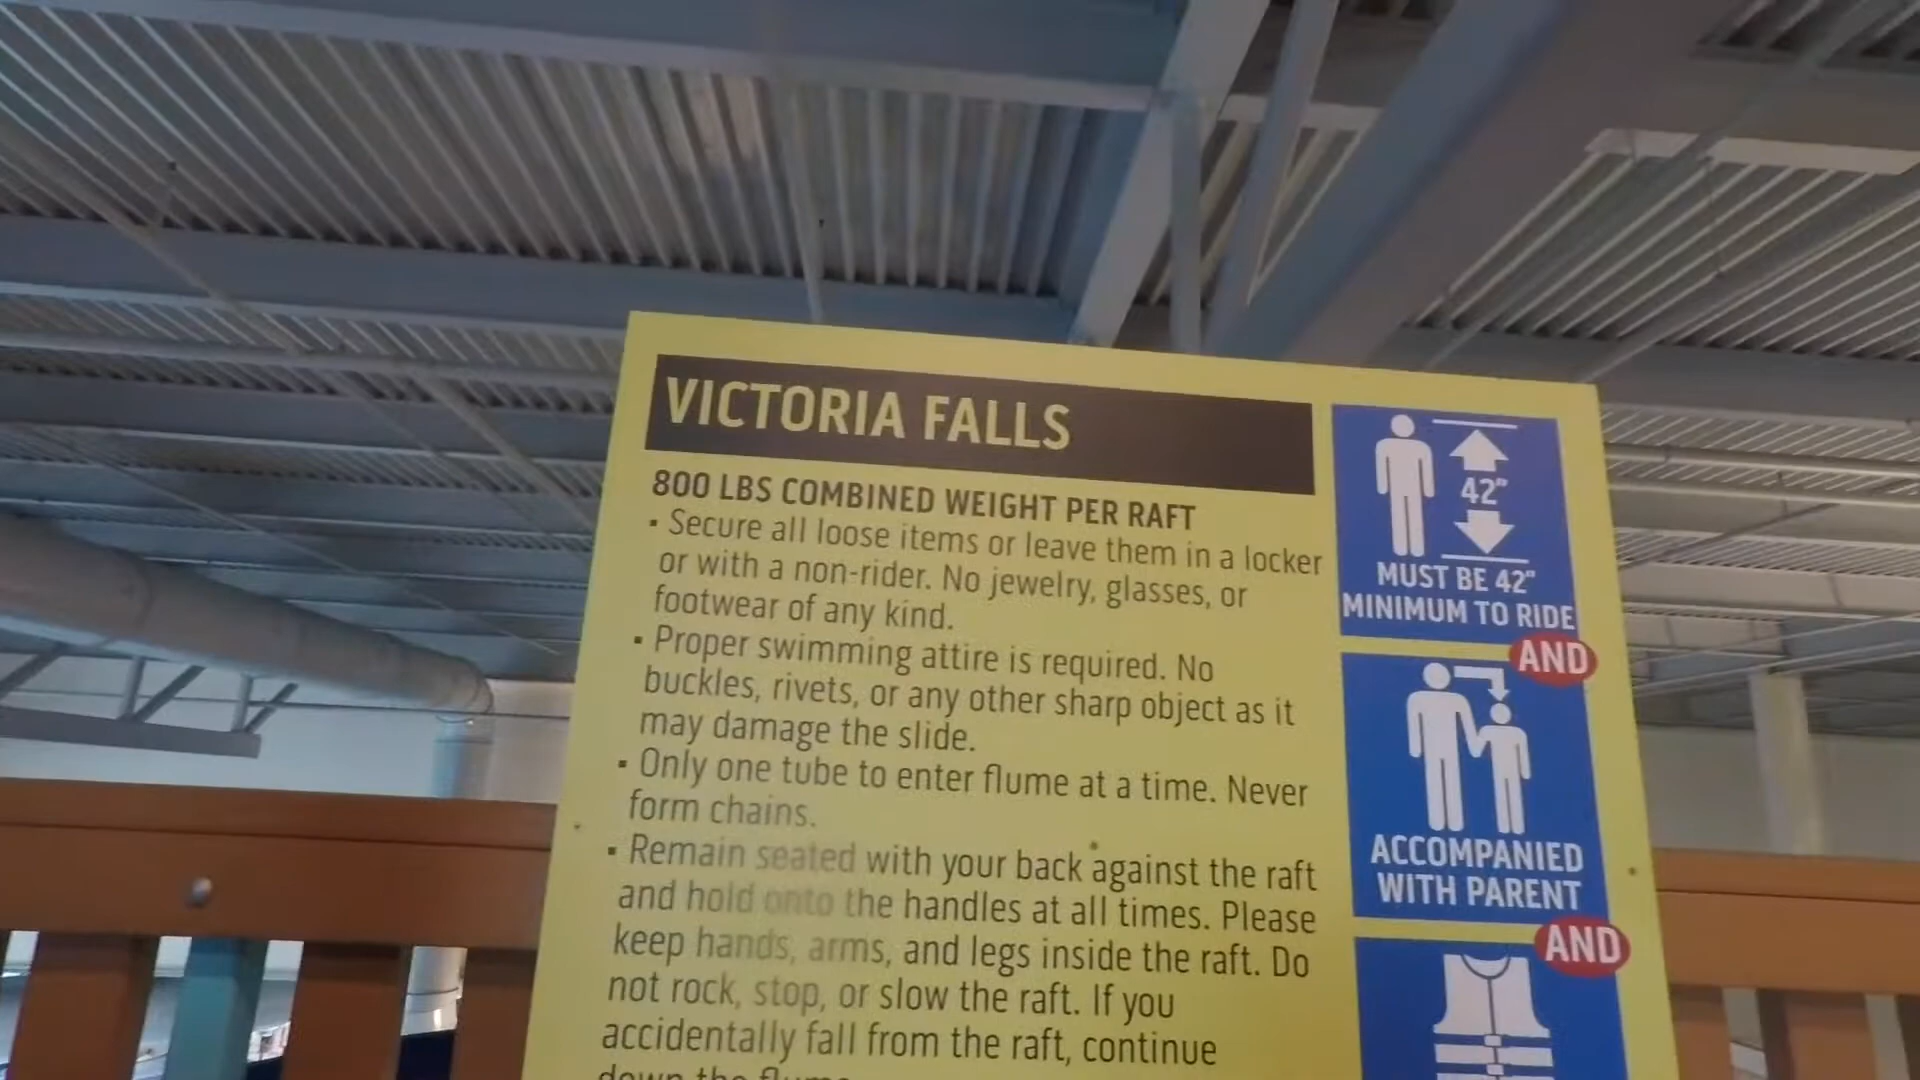 VICTORIA FALLS
800 LBS COMBINED WEIGHT PER RAFT
▪ Secure all loose items or leave them in a locker
or with a non-rider. No jewelry, glasses, or
footwear of any kind.
▪ Proper swimming attire is required. No
buckles, rivets, or any other sharp object as it
may damage the slide.
▪ Only one tube to enter flume at a time. Never
form chains.
▪ Remain seated with your back against the raft
and hold onto the handles at all times. Please
keep hands, arms, and legs inside the raft. Do
not rock, stop, or slow the raft. If you
accidentally fall from the raft, continue
down the flume
42"
MUST BE 42"
MINIMUM TO RIDE
AND
ACCOMPANIED
WITH PARENT
AND